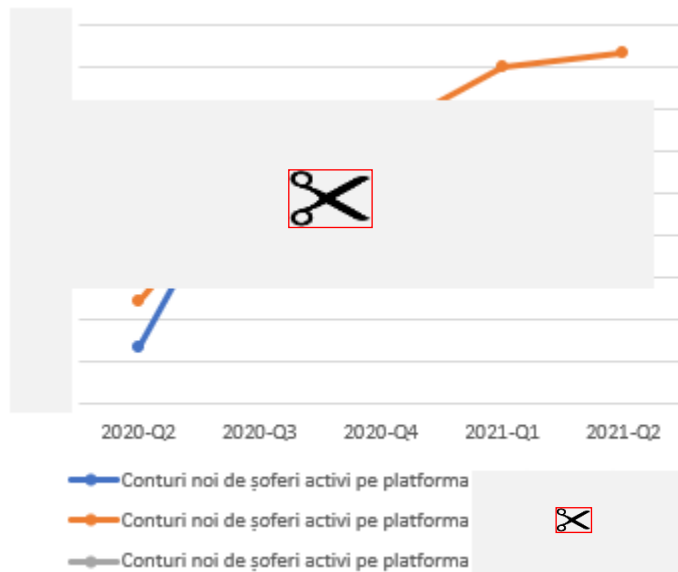 2020-Q2 2020-Q3 2020-Q4 2021-Q1 2021-Q2
Conturi noi de șoferi activi pe platforma
Conturi noi de șoferi activi pe platforma
Conturi noi de șoferi activi pe platforma